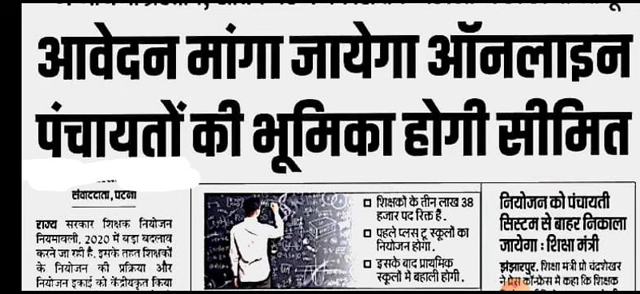 आवेदन मांगा जायेगा ऑनलाइन
पंचायतों की भूमिका होगी सीमित
संवाददाता, पटना
राज्य सरकार शिक्षक नियोजन
नियमावली, 2020 में बड़ा बदलाव
करने जा रही है. इसके तहत शिक्षकों
के नियोजन की प्रक्रिया और
नियोजन इकाई को केंद्रीयकृत किया
शिक्षकों के तीन लाख 38
हजार पद रिक्त हैं.
पहले प्लस टू स्कूलों का
नियोजन होगा.
इसके बाद प्राथमिक
स्कूलों में बहाली होगी.
नियोजन को पंचायती
सिस्टम से बाहर निकाला
जायेगा : शिक्षा मंत्री
झंझारपुर. शिक्षा मंत्री प्रो चंद्रशेखर
ने प्रेस कॉन्फ्रेंस में कहा कि शिक्षक